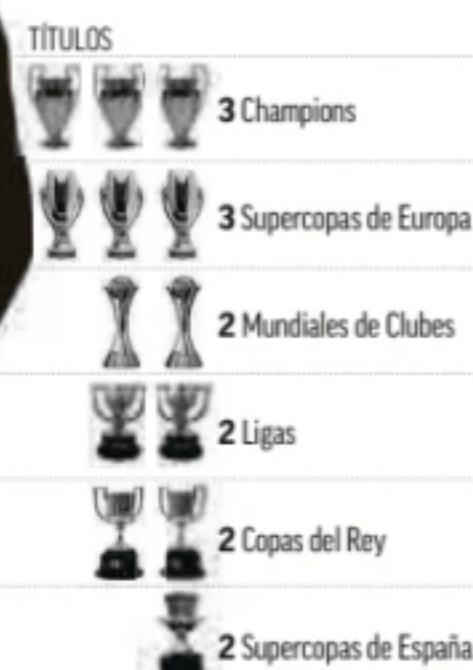 TÍTULOS
3 Champions
3 Supercopas de Europa
2 Mundiales de Clubes
2 Ligas
2 Copas del Rey
2 Supercopas de España